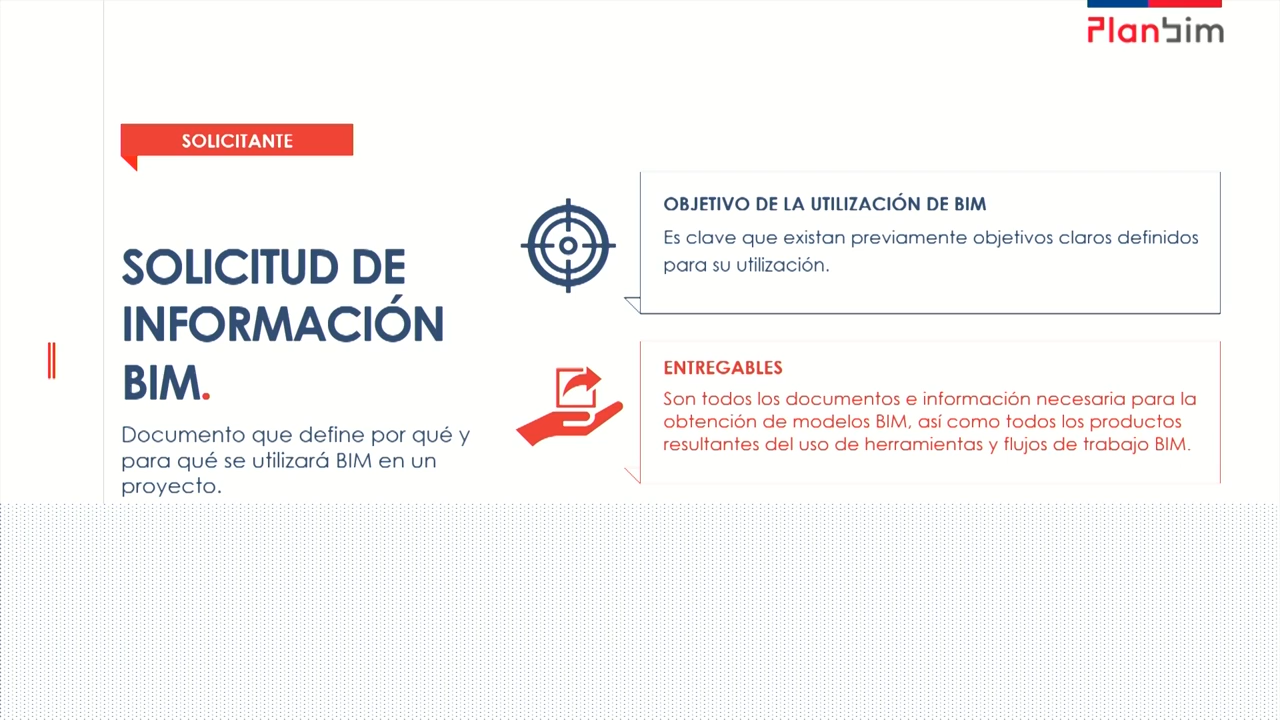 Planbim
SOLICITANTE
SOLICITUD DE
INFORMACIÓN
BIM.
Documento que define por qué y
para qué se utilizará BIM en un
proyecto.
OBJETIVO DE LA UTILIZACIÓN DE BIM
Es clave que existan previamente objetivos claros definidos
para su utilización.
ENTREGABLES
Son todos los documentos e información necesaria para la
obtención de modelos BIM, así como todos los productos
resultantes del uso de herramientas y flujos de trabajo BIM.